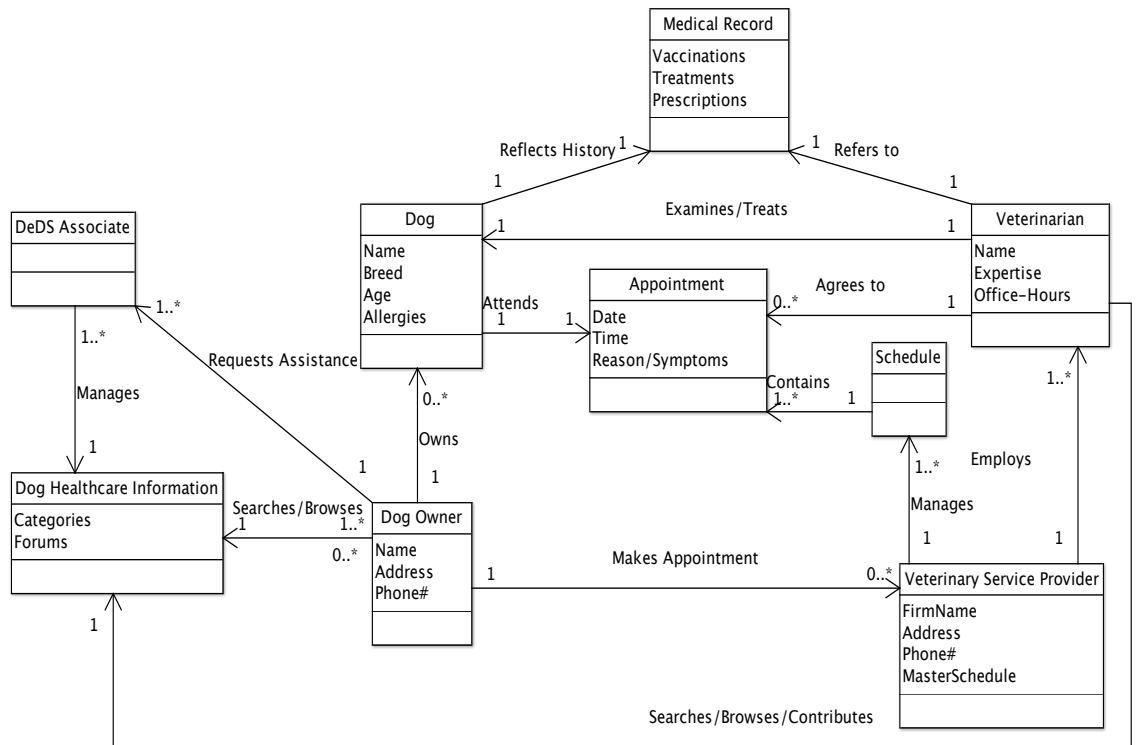 Medical Record
Vaccinations
Treatments
Prescriptions
Reflects History
1
1
Refers to
1
1
DeDS Associate
Dog
Name
Breed
Age
Allergies
Examines/Treats
1
1
Veterinarian
Name
Expertise
Office-Hours
Appointment
Date
Time
Reason/Symptoms
Attends
1
1
Agrees to
0..*
1
1..*
1..*
Requests Assistance
1
Manages
1
Schedule
Contains
1..*
1
0..*
Owns
1
1..*
Employs
1
1..*
Manages
1
Dog Healthcare Information
Categories
Forums
Searches/Browses
1
1..*
0..*
Dog Owner
Name
Address
Phone#
Makes Appointment
1
0..*
Veterinary Service Provider
FirmName
Address
Phone#
MasterSchedule
1
Searches/Browses/Contributes